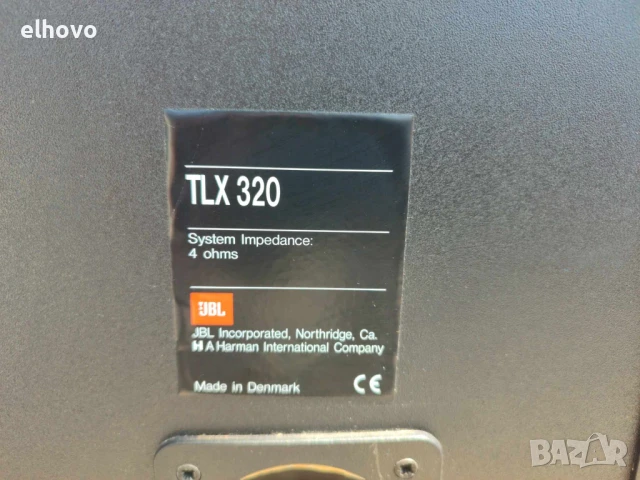 elhovo
TLX 320
System Impedance:
4 ohms
JBL
JBL Incorporated, Northridge, Ca.
H A Harman International Company
Made in Denmark CE
BAZAR